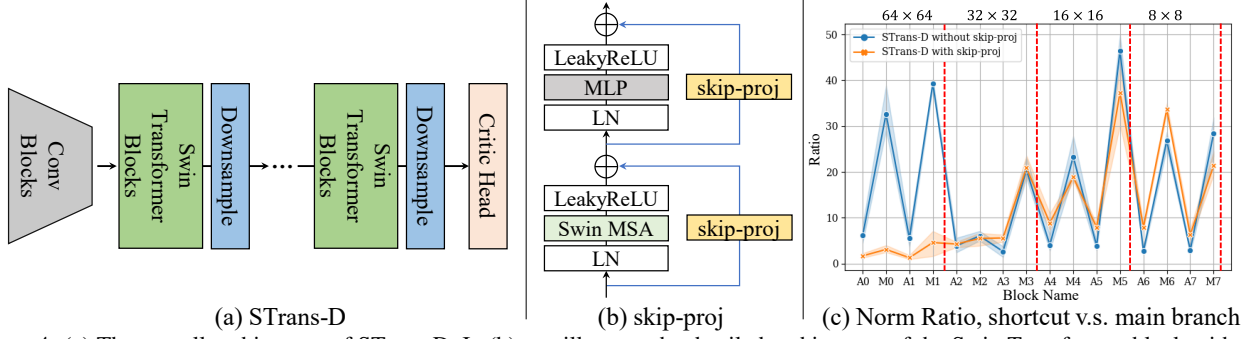 Conv
Blocks
Swin
Transformer
Blocks
Downsample
...
Swin
Transformer
Blocks
Downsample
Critic Head
(a) STrans-D
LeakyReLU
MLP
LN
skip-proj
LeakyReLU
Swin MSA
LN
skip-proj
(b) skip-proj
64 × 64 32 × 32 16 × 16 8 × 8
STrans-D without skip-proj
STrans-D with skip-proj
Ratio
50
40
30
20
10
0
A0 M0 A1 M1 A2 M2 A3 M3 A4 M4 A5 M5 A6 M6 A7 M7
Block Name
(c) Norm Ratio, shortcut v.s. main branch